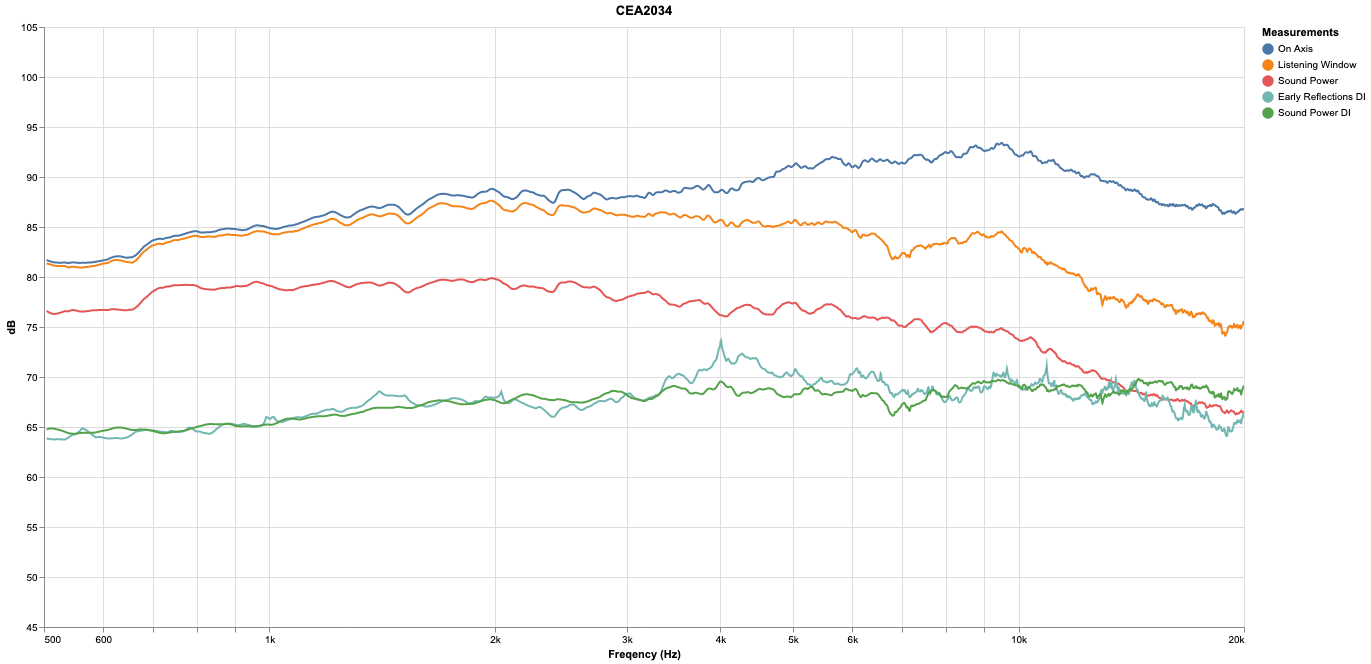 CEA2034
105
100
95
90
85
80
75
70
65
60
55
50
45
dB
500 600 1k 2k 3k 4k 5k 6k 10k 20k
Freqency (Hz)
Measurements
On Axis
Listening Window
Sound Power
Early Reflections DI
Sound Power DI